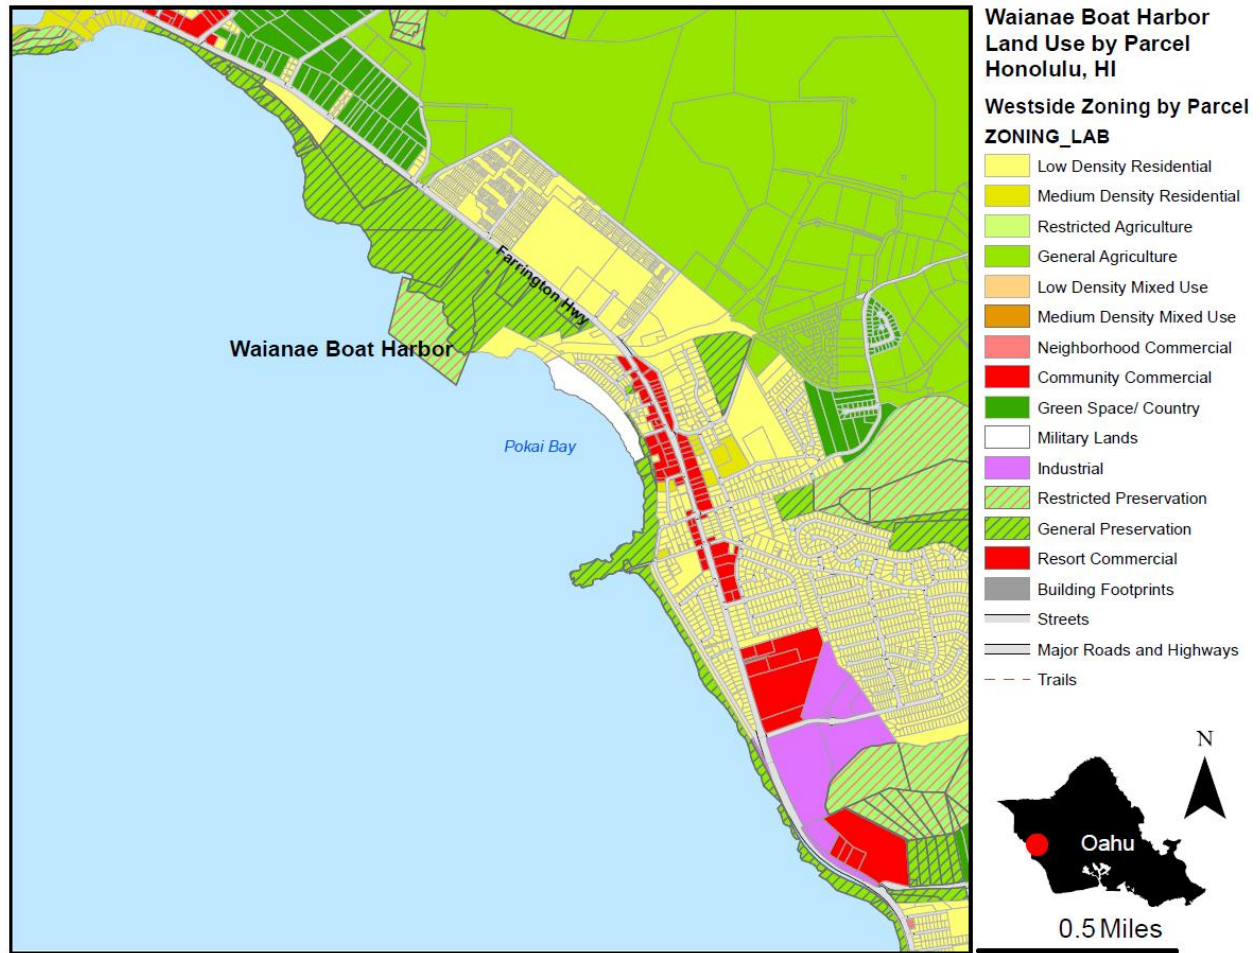 Waianae Boat Harbor
Land Use by Parcel
Honolulu, HI
Westside Zoning by Parcel
ZONING_LAB
Low Density Residential
Medium Density Residential
Restricted Agriculture
General Agriculture
Low Density Mixed Use
Medium Density Mixed Use
Neighborhood Commercial
Community Commercial
Green Space/ Country
Military Lands
Industrial
Restricted Preservation
General Preservation
Resort Commercial
Building Footprints
Streets
Major Roads and Highways
Trails
Farrington Hwy
Waianae Boat Harbor
Pokai Bay
N
Oahu
0.5 Miles